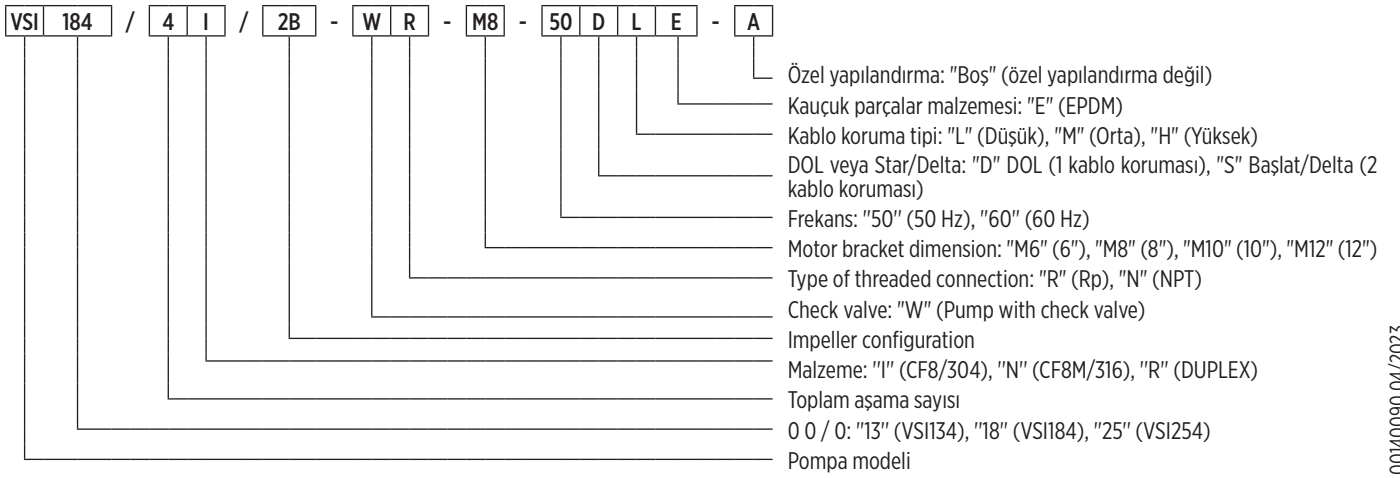 VSI 184 / 4 I / 2B - W R - M8 - 50 D L E - A
Özel yapılandırma: "Boş" (özel yapılandırma değil)
Kauçuk parçalar malzemesi: "E" (EPDM)
Kablo koruma tipi: "L" (Düşük), "M" (Orta), "H" (Yüksek)
DOL veya Star/Delta: "D" DOL (1 kablo koruması), "S" Başlat/Delta (2
kablo koruması)
Frekans: "50" (50 Hz), "60" (60 Hz)
Motor bracket dimension: "M6" (6"), "M8" (8"), "M10" (10"), "M12" (12")
Type of threaded connection: "R" (Rp), "N" (NPT)
Check valve: "W" (Pump with check valve)
Impeller configuration
Malzeme: "I" (CF8/304), "N" (CF8M/316), "R" (DUPLEX)
Toplam aşama sayısı
0 0 / 0: "13" (VSI134), "18" (VSI184), "25" (VSI254)
Pompa modeli
00140090 04/2023